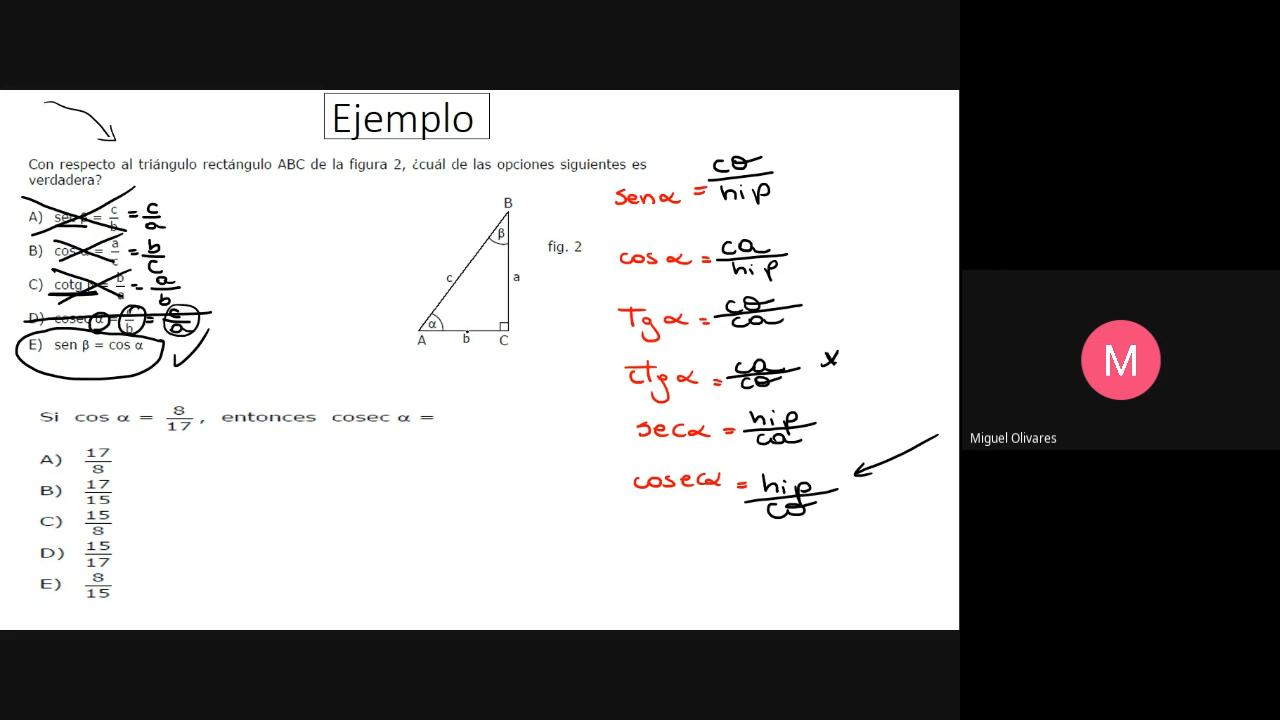 Ejemplo
Con respecto al triángulo rectángulo ABC de la figura 2, ¿cuál de las opciones siguientes es
verdadera?
A) sec β = c/b = c/a
B) cos α = a/c = b/c
C) cotg β = b/a = a/b
D) cosec α = /b = c/a
E) sen β = cos α
B
β
c
a
α
A
b
C
fig. 2
sen α = co/hip
cos α = ca/hip
Tg α = co/ca
cTg α = ca/co
sec α = hip/ca
cosec α = hip/co
Si cos α = 8/17, entonces cosec α =
A) 17/8
B) 17/15
C) 15/8
D) 15/17
E) 8/15
M
Miguel Olivares